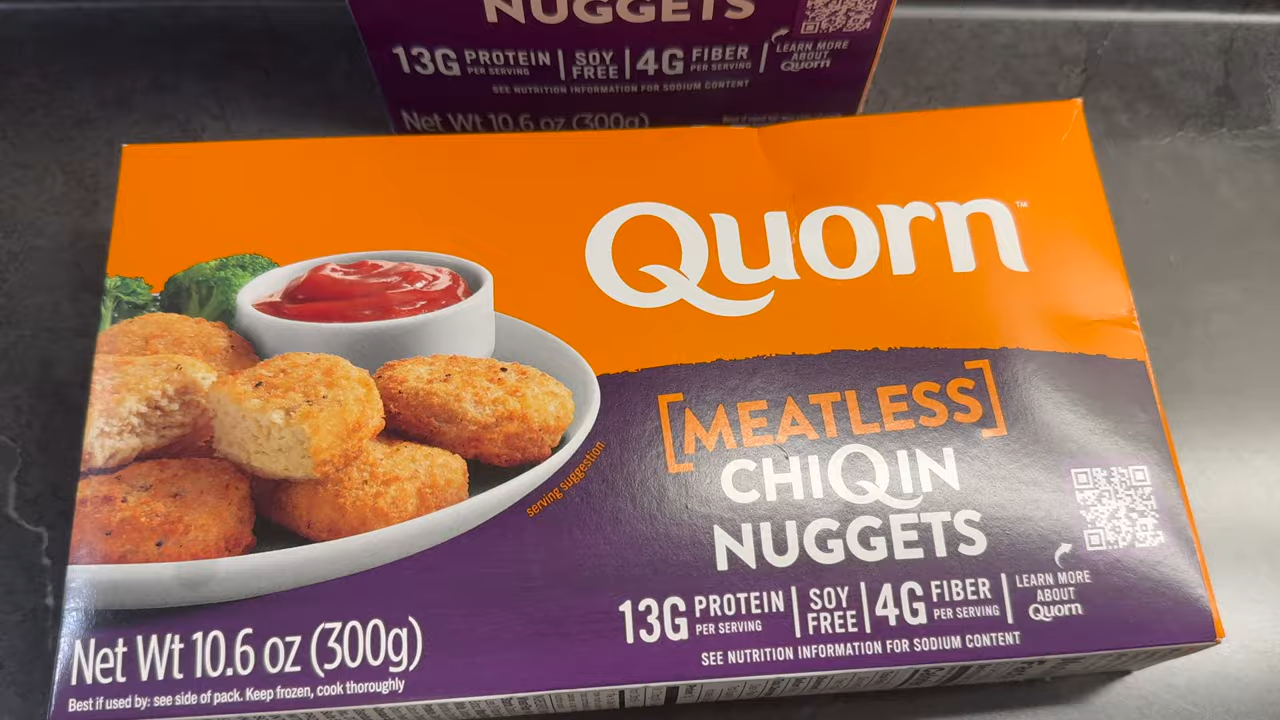 NUGGETS
13G PROTEIN PER SERVING | SOY FREE | 4G FIBER PER SERVING | LEARN MORE ABOUT Quorn
SEE NUTRITION INFORMATION FOR SODIUM CONTENT
Net Wt 10.6 oz (300g)
Quorn™
[MEATLESS]
CHIQIN
NUGGETS
serving suggestion
13G PROTEIN PER SERVING | SOY FREE | 4G FIBER PER SERVING | LEARN MORE ABOUT Quorn
SEE NUTRITION INFORMATION FOR SODIUM CONTENT
Net Wt 10.6 oz (300g)
Best if used by: see side of pack. Keep frozen, cook thoroughly